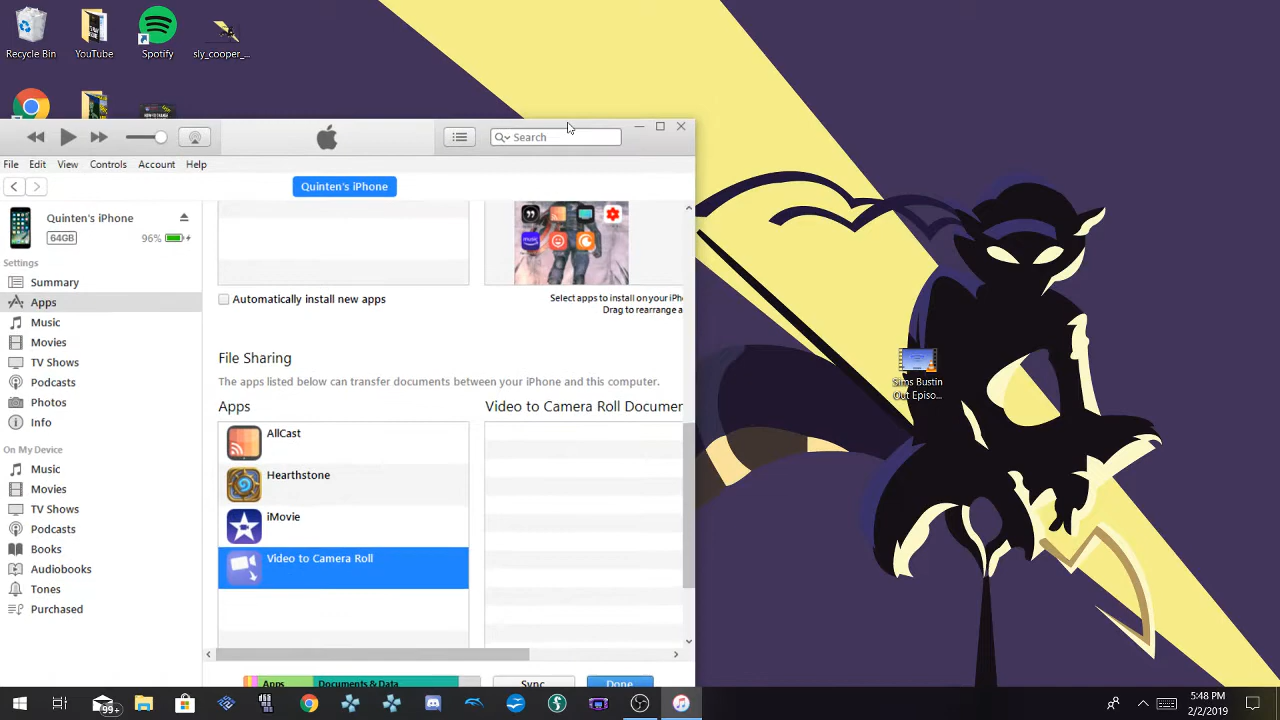 Recycle Bin
YouTube
Spotify
sly_cooper_...
Search
File Edit View Controls Account Help
Quinten's iPhone
Quinten's iPhone
64GB
96%
Settings
Summary
Apps
Music
Movies
TV Shows
Podcasts
Photos
Info
On My Device
Music
Movies
TV Shows
Podcasts
Books
Audiobooks
Tones
Purchased
Automatically install new apps
Select apps to install on your iPh
Drag to rearrange a
File Sharing
The apps listed below can transfer documents between your iPhone and this computer.
Apps
Video to Camera Roll Documen
AllCast
Hearthstone
iMovie
Video to Camera Roll
Apps
Documents & Data
Sync
Done
Sims Bustin
Out Episo...
99+
5:48 PM
2/2/2019